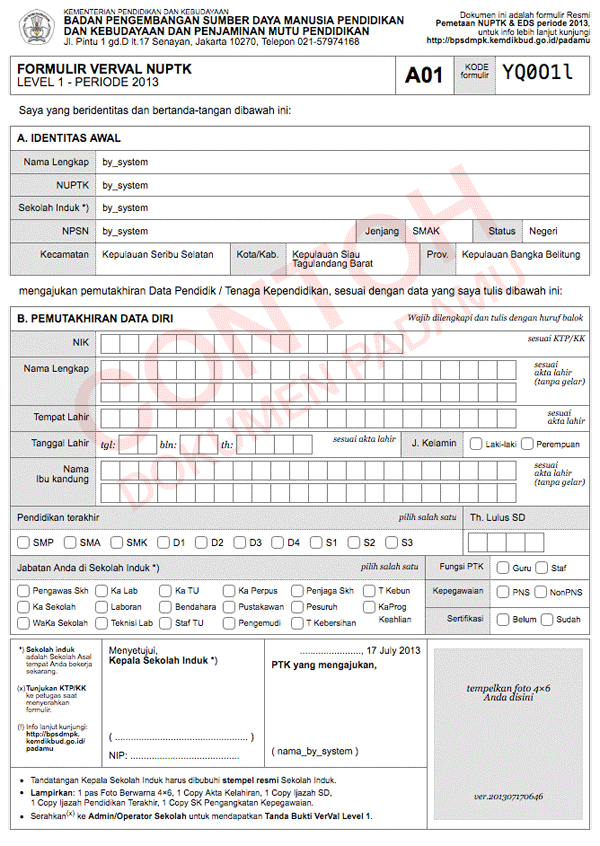 KEMENTERIAN PENDIDIKAN DAN KEBUDAYAAN
BADAN PENGEMBANGAN SUMBER DAYA MANUSIA PENDIDIKAN
DAN KEBUDAYAAN DAN PENJAMINAN MUTU PENDIDIKAN
Jl. Pintu 1 gd.D lt.17 Senayan, Jakarta 10270, Telepon 021-57974168
Dokumen ini adalah formulir Resmi
Pemetaan NUPTK & EDS periode 2013,
untuk info lebih lanjut kunjungi
http://bpsdmpk.kemdikbud.go.id/padamu
FORMULIR VERVAL NUPTK
LEVEL 1 - PERIODE 2013
A01
KODE
formulir
YQ0O1l
Saya yang beridentitas dan bertanda-tangan dibawah ini:
A. IDENTITAS AWAL
Nama Lengkap by_system
NUPTK by_system
Sekolah Induk *) by_system
NPSN by_system Jenjang SMAK Status Negeri
Kecamatan Kepulauan Seribu Selatan Kota/Kab. Kepulauan Siau Tagulandang Barat Prov. Kepulauan Bangka Belitung
mengajukan pemutakhiran Data Pendidik / Tenaga Kependidikan, sesuai dengan data yang saya tulis dibawah ini:
CONTOH
DOKUMEN PADAMU
B. PEMUTAKHIRAN DATA DIRI Wajib dilengkapi dan tulis dengan huruf balok
NIK sesuai KTP/KK
Nama Lengkap sesuai
akta lahir
(tanpa gelar)
Tempat Lahir sesuai
akta lahir
Tanggal Lahir tgl: bln: th: sesuai akta lahir J. Kelamin Laki-laki Perempuan
Nama
Ibu kandung
sesuai
akta lahir
(tanpa gelar)
Pendidikan terakhir pilih salah satu Th. Lulus SD
SMP SMA SMK D1 D2 D3 D4 S1 S2 S3
Jabatan Anda di Sekolah Induk *) pilih salah satu Fungsi PTK Guru Staf
Pengawas Skh Ka Lab Ka TU Ka Perpus Penjaga Skh T Kebun
Kepegawaian PNS NonPNS
Ka Sekolah Laboran Bendahara Pustakawan Pesuruh KaProg Keahlian
WaKa Sekolah Teknisi Lab Staf TU Pengemudi T Kebersihan
Sertifikasi Belum Sudah
*) Sekolah induk
adalah Sekolah Asal
tempat Anda bekerja
sekarang.
(x)Tunjukan KTP/KK
ke petugas saat
menyerahkan
formulir.
(!) Info lanjut kunjungi:
http://bpsdmpk.
kemdikbud.go.id/
padamu
Menyetujui,
Kepala Sekolah Induk *)
( .................................................. )
NIP: .........................................
......................., 17 July 2013
PTK yang mengajukan,
( nama_by_system )
tempelkan foto 4×6
Anda disini
ver.201307170646
• Tandatangan Kepala Sekolah Induk harus dibubuhi stempel resmi Sekolah Induk.
• Lampirkan: 1 pas Foto Berwarna 4×6, 1 Copy Akta Kelahiran, 1 Copy Ijazah SD,
1 Copy Ijazah Pendidikan Terakhir, 1 Copy SK Pengangkatan Kepegawaian.
• Serahkan(x) ke Admin/Operator Sekolah untuk mendapatkan Tanda Bukti VerVal Level 1.